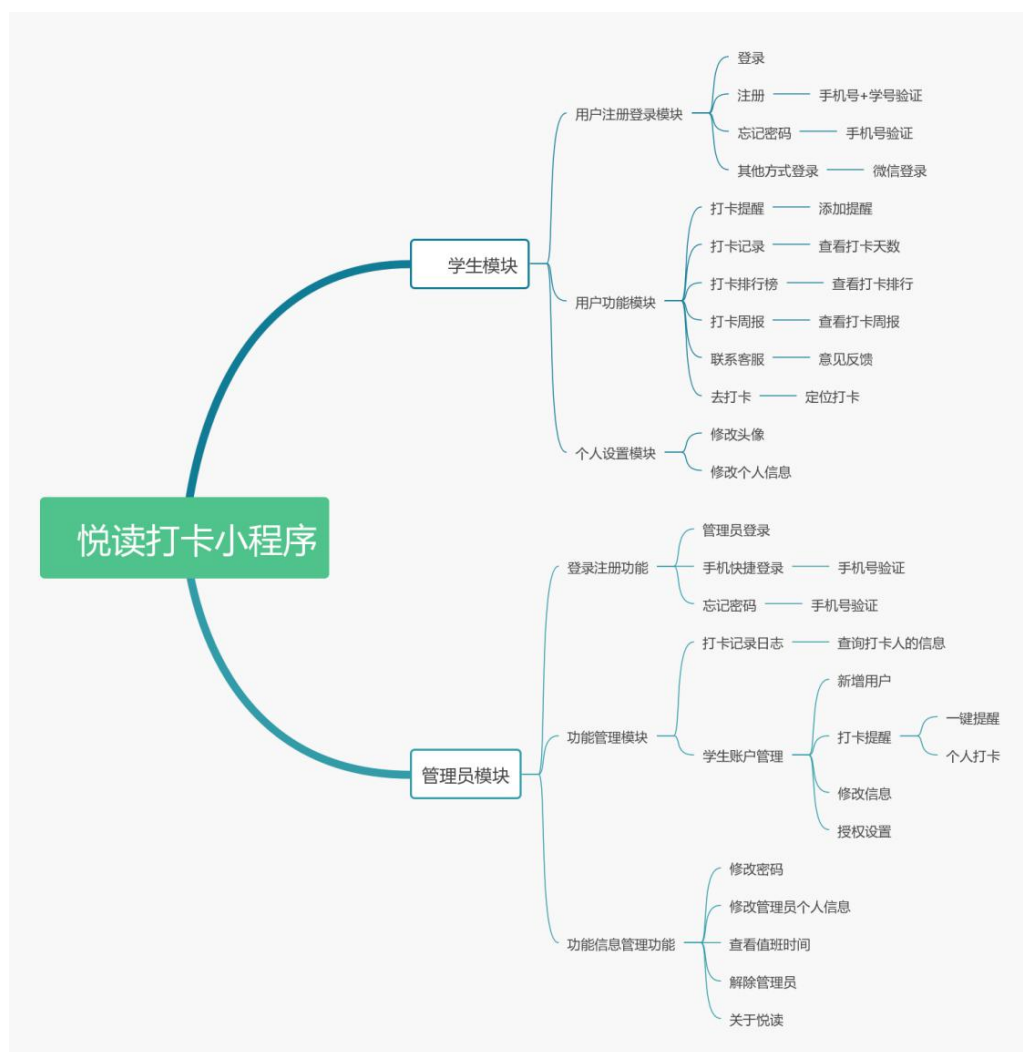 悦读打卡小程序
学生模块
用户注册登录模块
登录
注册
手机号+学号验证
忘记密码
手机号验证
其他方式登录
微信登录
用户功能模块
打卡提醒
添加提醒
打卡记录
查看打卡天数
打卡排行榜
查看打卡排行
打卡周报
查看打卡周报
联系客服
意见反馈
去打卡
定位打卡
个人设置模块
修改头像
修改个人信息
管理员模块
登录注册功能
管理员登录
手机快捷登录
手机号验证
忘记密码
手机号验证
功能管理模块
打卡记录日志
查询打卡人的信息
学生账户管理
新增用户
打卡提醒
一键提醒
个人打卡
修改信息
授权设置
功能信息管理功能
修改密码
修改管理员个人信息
查看值班时间
解除管理员
关于悦读